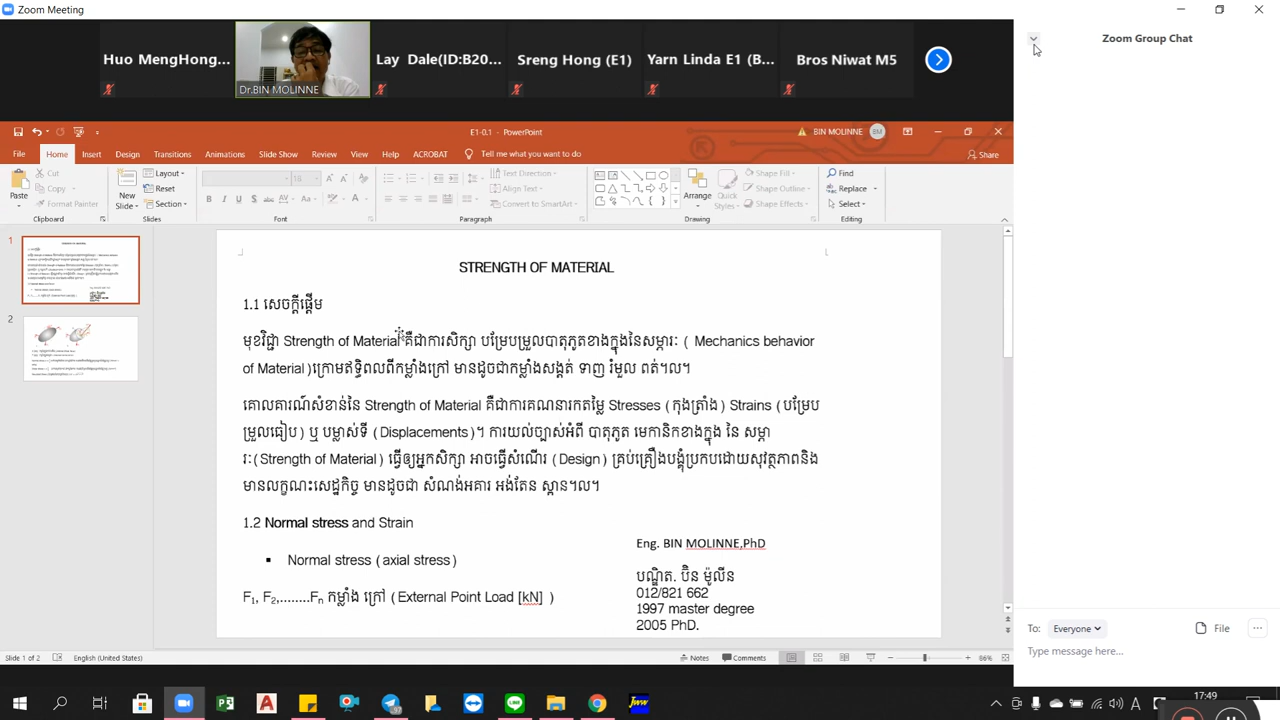 Zoom Meeting
Huo MengHong...
Lay Dale(ID:B20...
Sreng Hong (E1)
Yarn Linda E1 (B...
Bros Niwat M5
Dr.BIN MOLINNE
Zoom Group Chat
E1-0.1 - PowerPoint
BIN MOLINNE
BM
File
Home
Insert
Design
Transitions
Animations
Slide Show
Review
View
Help
ACROBAT
Tell me what you want to do
Share
Paste
Cut
Copy
Format Painter
Clipboard
New Slide
Layout
Reset
Section
Slides
18
Font
Text Direction
Align Text
Convert to SmartArt
Paragraph
Arrange
Quick Styles
Shape Fill
Shape Outline
Shape Effects
Drawing
Find
Replace
Select
Editing
1
2
STRENGTH OF MATERIAL
1.1 សេចក្តីផ្តើម
មុខវិជ្ជា Strength of Material គឺជាការសិក្សា បម្រែបម្រួលបាតុភូតខាងក្នុងនៃសម្ភារៈ ( Mechanics behavior
of Material )ក្រោមឥទ្ធិពលពីកម្លាំងក្រៅ មានដូចជាកម្លាំងសង្កត់ ទាញ រំមួល ពត់។ល។
គោលការណ៍សំខាន់នៃ Strength of Material គឺជាការគណនារកតម្លៃ Stresses (កុងត្រាំង) Strains (បម្រែប
ម្រួលធៀប) ឬ បម្លាស់ទី (Displacements)។ ការយល់ច្បាស់អំពី បាតុភូត មេកានិកខាងក្នុង នៃ សម្ភា
រៈ(Strength of Material) ធ្វើឲ្យអ្នកសិក្សា អាចធ្វើសំណើរ (Design) គ្រប់គ្រឿងបង្គុំប្រកបដោយសុវត្ថភាពនិង
មានលក្ខណះសេដ្ឋកិច្ច មានដូចជា សំណង់អគារ អង់តែន ស្ពាន។ល។
1.2 Normal stress and Strain
▪ Normal stress (axial stress)
F1, F2,........Fn កម្លាំង ក្រៅ (External Point Load [kN] )
Eng. BIN MOLINNE,PhD
បណ្ឌិត. ប៊ិន ម៉ូលីន
012/821 662
1997 master degree
2005 PhD.
To: Everyone
File
Type message here...
Slide 1 of 2
English (United States)
Notes
Comments
86%
17:49